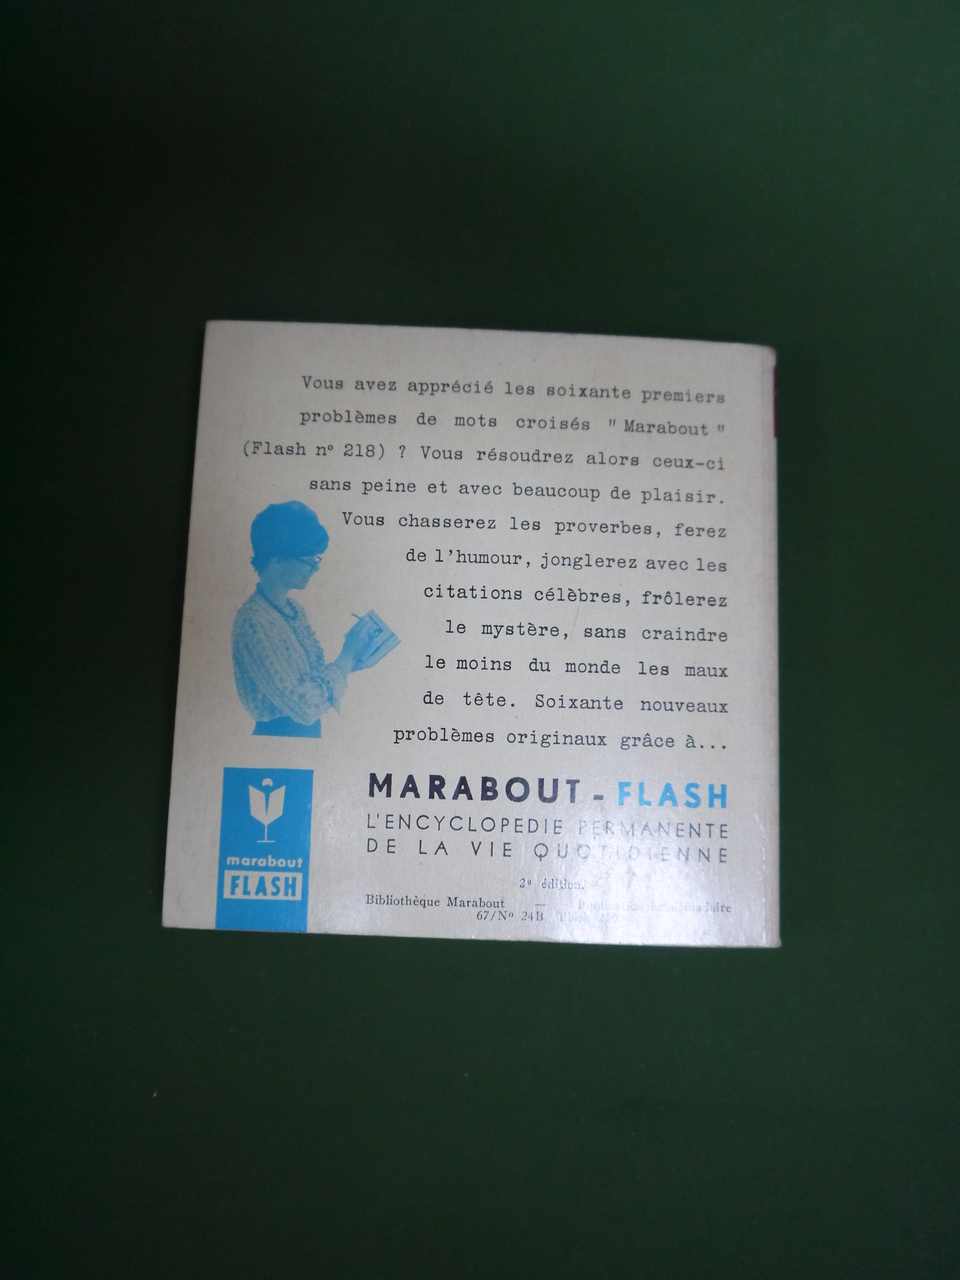 Vous avez apprécié les soixante premiers
problèmes de mots croisés " Marabout "
(Flash nº 218) ? Vous résoudrez alors ceux-ci
sans peine et avec beaucoup de plaisir.
Vous chasserez les proverbes, ferez
de l'humour, jonglerez avec les
citations célèbres, frôlerez
le mystère, sans craindre
le moins du monde les maux
de tête. Soixante nouveaux
problèmes originaux grâce à...
MARABOUT - FLASH
L'ENCYCLOPEDIE PERMANENTE
DE LA VIE QUOTIDIENNE
2e édition.
Bibliothèque Marabout — Publication hebdomadaire
67/Nº 24B Flash
marabout
FLASH